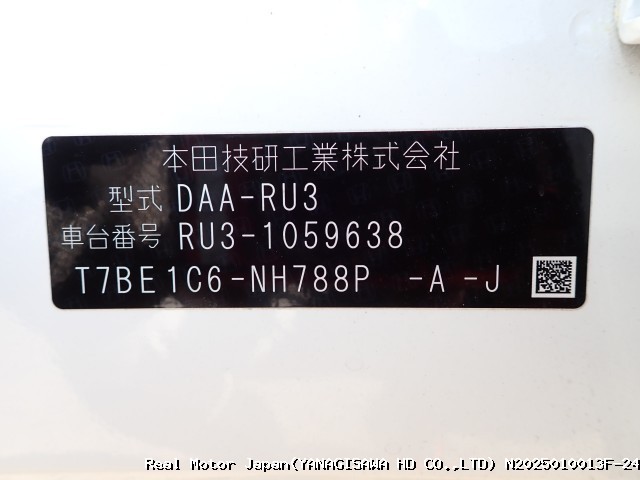 本田技研工業株式会社
型式 DAA-RU3
車台番号 RU3-1059638
T7BE1C6-NH788P -A -J
Real Motor Japan(YANAGISAWA HD CO.,LTD) N2025010013F-24